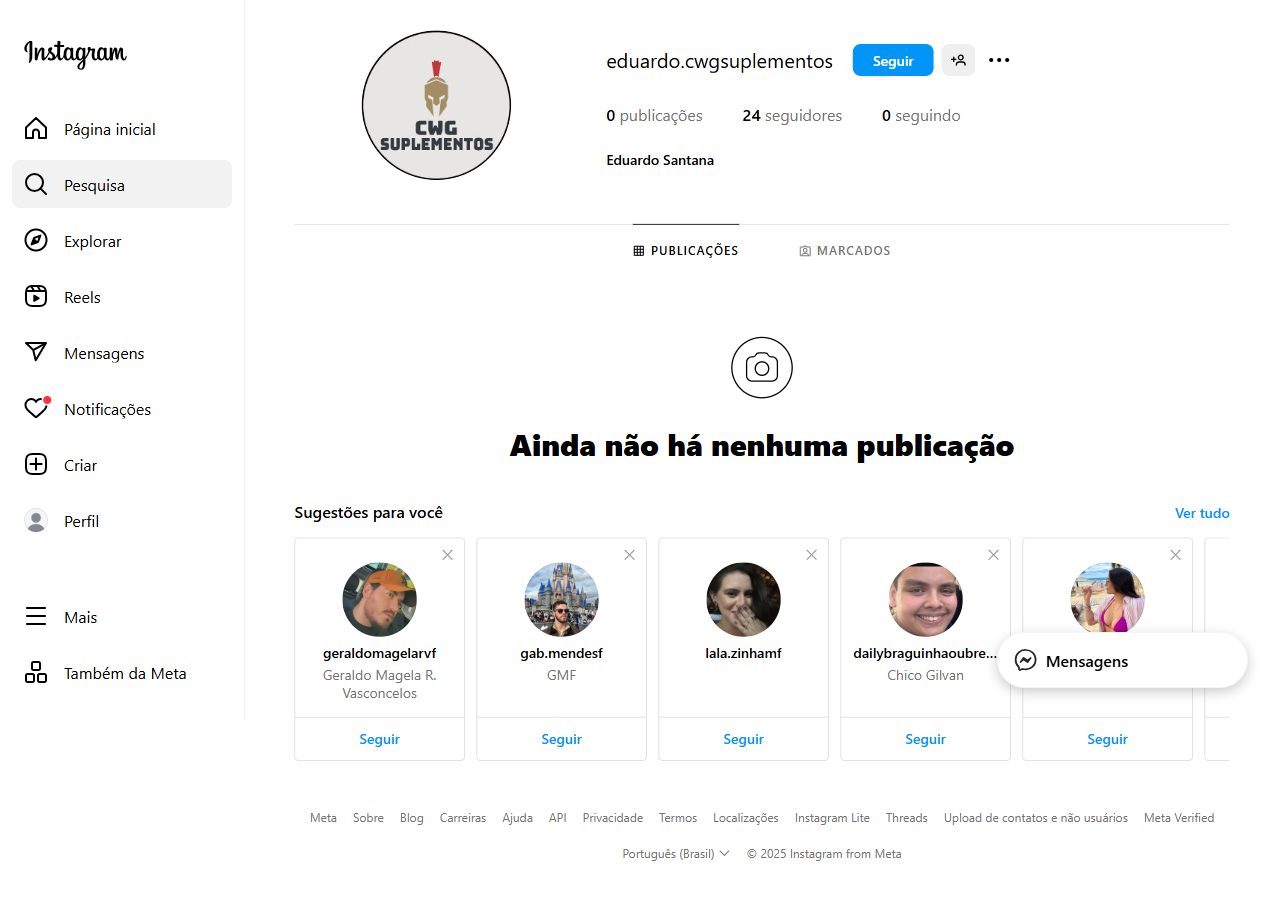 Instagram
Página inicial
Pesquisa
Explorar
Reels
Mensagens
Notificações
Criar
Perfil
Mais
Também da Meta
CWG
SUPLEMENTOS
eduardo.cwgsuplementos
Seguir
0 publicações 24 seguidores 0 seguindo
Eduardo Santana
PUBLICAÇÕES MARCADOS
Ainda não há nenhuma publicação
Sugestões para você Ver tudo
geraldomagelarvf
Geraldo Magela R.
Vasconcelos
Seguir
gab.mendesf
GMF
Seguir
lala.zinhamf
Seguir
dailybraguinhaoubre...
Chico Gilvan
Seguir
Seguir
Mensagens
Meta Sobre Blog Carreiras Ajuda API Privacidade Termos Localizações Instagram Lite Threads Upload de contatos e não usuários Meta Verified
Português (Brasil) © 2025 Instagram from Meta